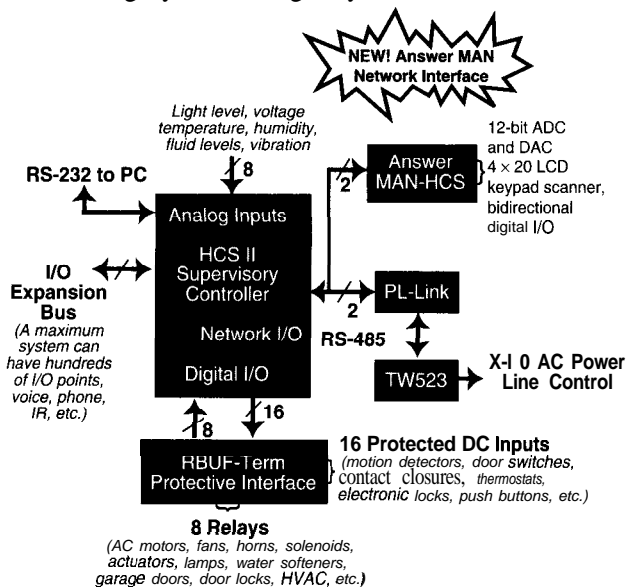 NEW! Answer MAN
Network Interface
Light level, voltage
temperature, humidity,
fluid levels, vibration
8
RS-232 to PC
Analog Inputs
HCS II
Supervisory
Controller
Network I/O
Digital I/O
I/O
Expansion
Bus
(A maximum
system can
have hundreds
of I/O points,
voice, phone,
IR, etc.)
2
Answer
MAN-HCS
12-bit ADC
and DAC
4 × 20 LCD
keypad scanner,
bidirectional
digital I/O
2
PL-Link
RS-485
TW523
X-I 0 AC Power
Line Control
8
16
RBUF-Term
Protective Interface
16 Protected DC Inputs
(motion detectors, door switches,
contact closures, thermostats,
electronic locks, push buttons, etc.)
8 Relays
(AC motors, fans, horns, solenoids,
actuators, lamps, water softeners,
garage doors, door locks, HVAC, etc.)